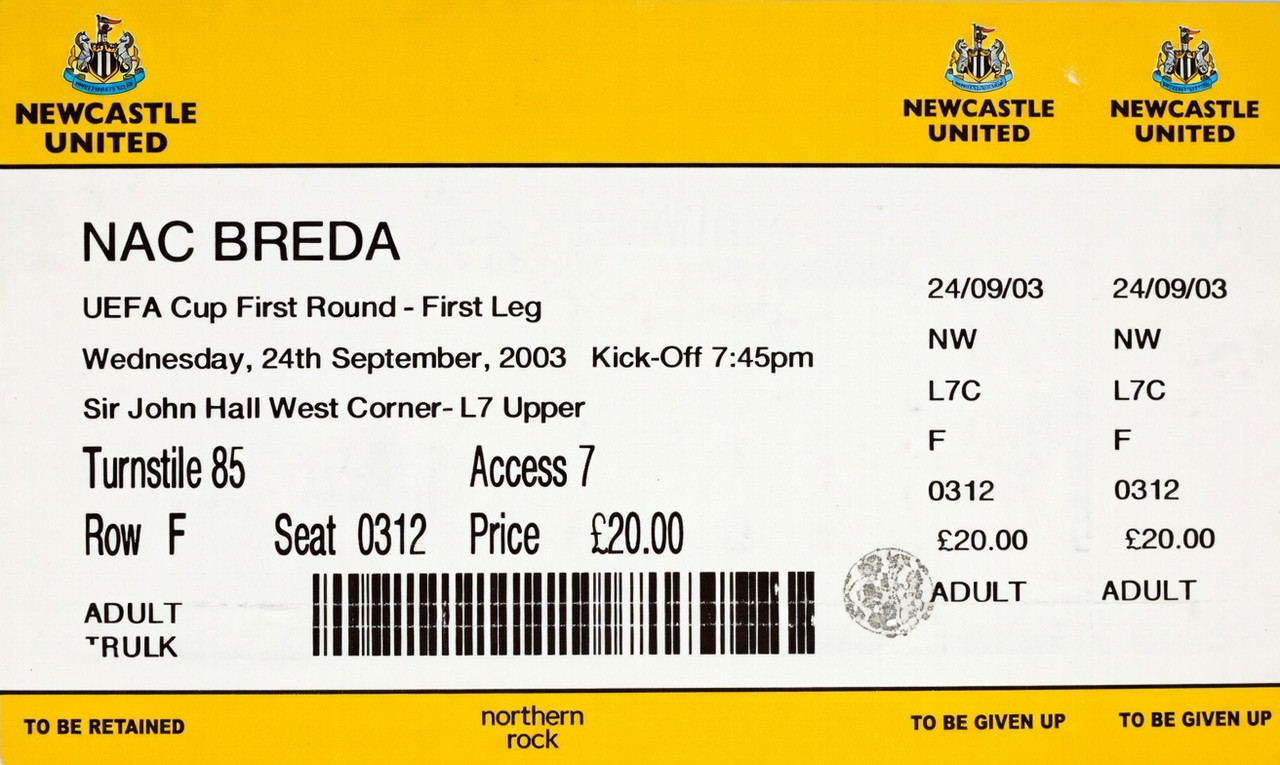 NEWCASTLE
UNITED
NEWCASTLE
UNITED
NEWCASTLE
UNITED
NAC BREDA
UEFA Cup First Round - First Leg
Wednesday, 24th September, 2003 Kick-Off 7:45pm
Sir John Hall West Corner- L7 Upper
Turnstile 85 Access 7
Row F Seat 0312 Price £20.00
ADULT
TRULK
24/09/03
NW
L7C
F
0312
£20.00
ADULT
24/09/03
NW
L7C
F
0312
£20.00
ADULT
TO BE RETAINED
northern
rock
TO BE GIVEN UP
TO BE GIVEN UP